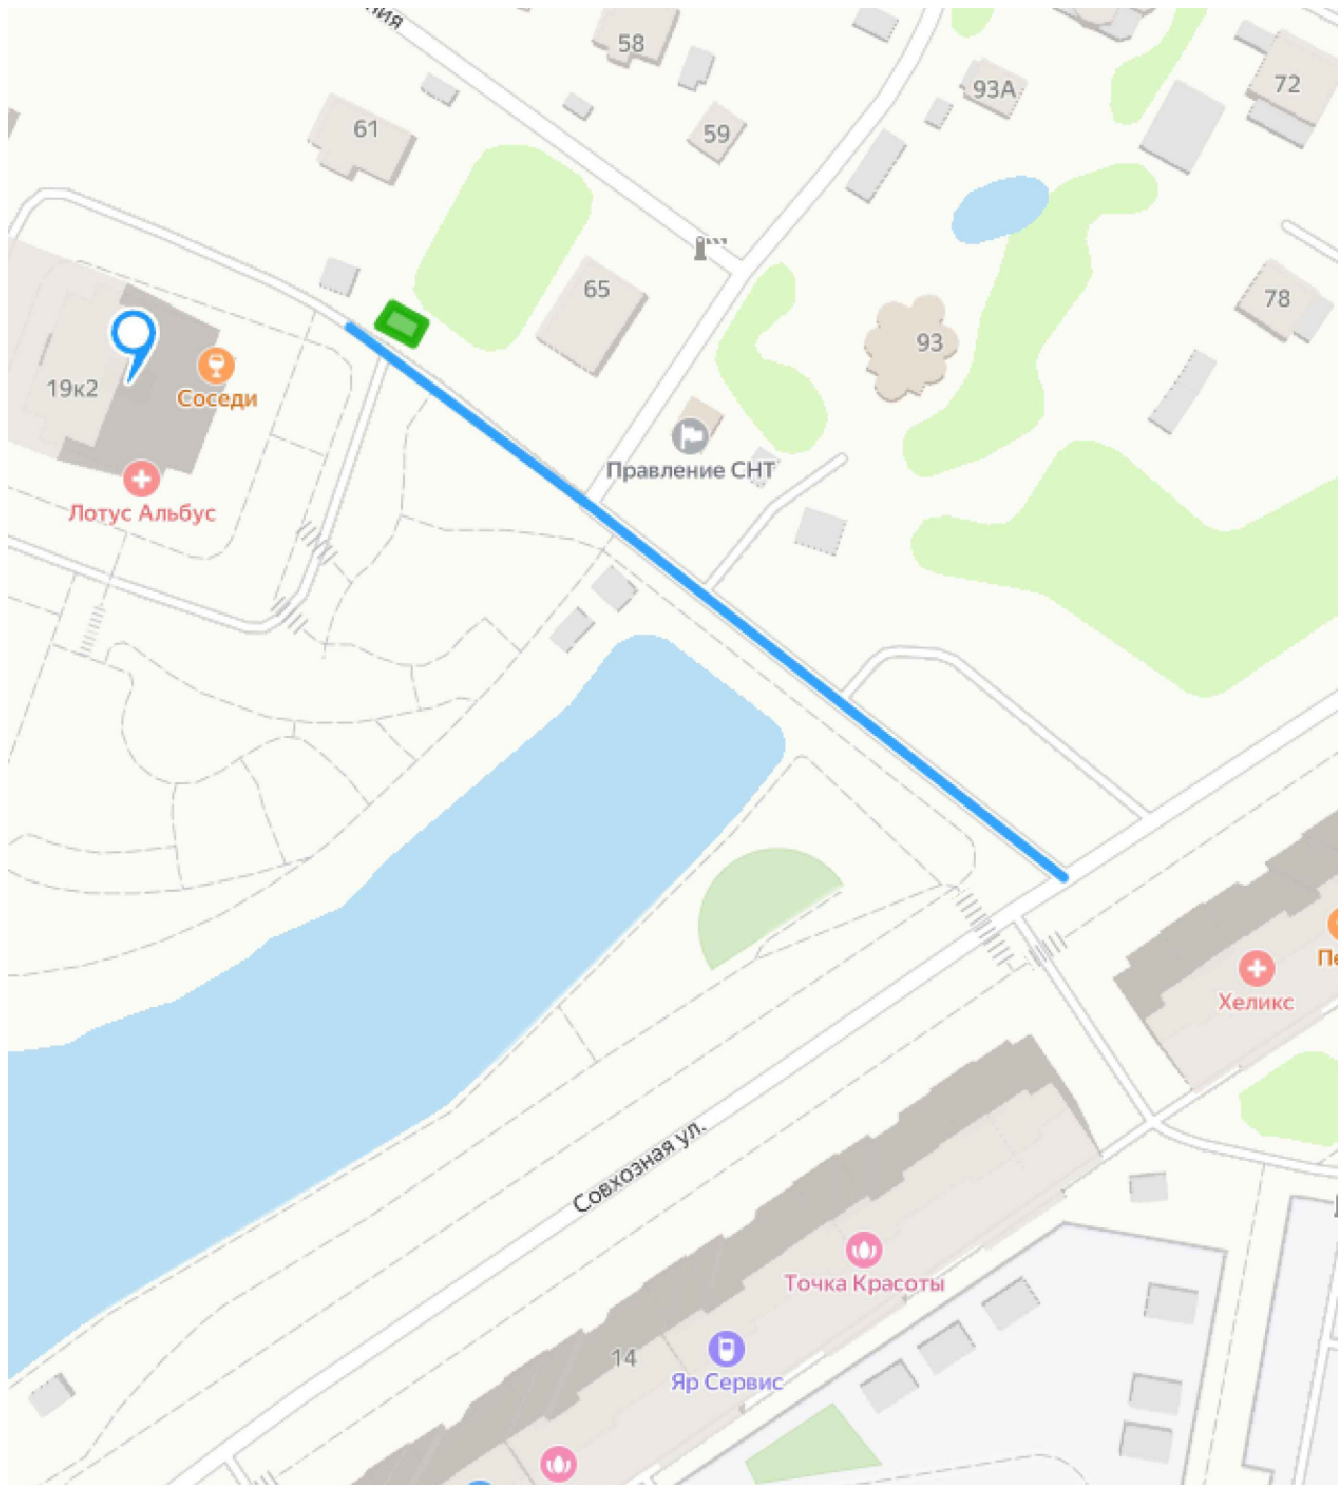 58
93А
72
61
59
65
78
93
19к2
Соседи
Правление СНТ
Лотус Альбус
Хеликс
Совхозная ул.
Точка Красоты
14
Яр Сервис